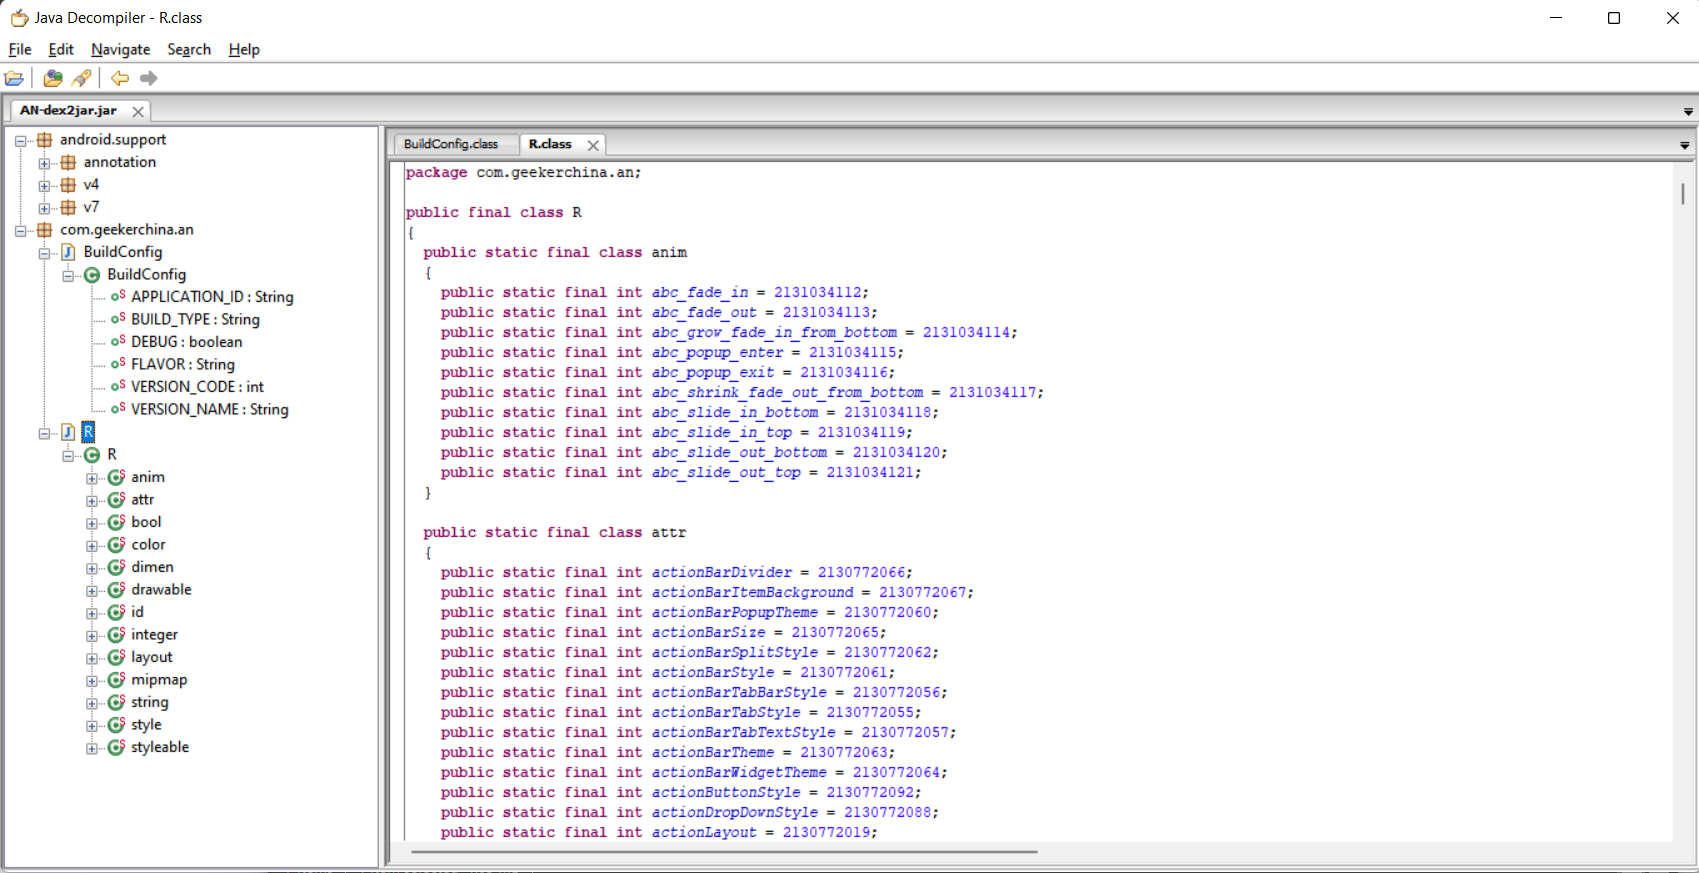 Java Decompiler - R.class
File Edit Navigate Search Help
AN-dex2jar.jar
android.support
annotation
v4
v7
com.geekerchina.an
BuildConfig
BuildConfig
APPLICATION_ID : String
BUILD_TYPE : String
DEBUG : boolean
FLAVOR : String
VERSION_CODE : int
VERSION_NAME : String
R
R
anim
attr
bool
color
dimen
drawable
id
integer
layout
mipmap
string
style
styleable
BuildConfig.class R.class
package com.geekerchina.an;
public final class R
{
public static final class anim
{
public static final int abc_fade_in = 2131034112;
public static final int abc_fade_out = 2131034113;
public static final int abc_grow_fade_in_from_bottom = 2131034114;
public static final int abc_popup_enter = 2131034115;
public static final int abc_popup_exit = 2131034116;
public static final int abc_shrink_fade_out_from_bottom = 2131034117;
public static final int abc_slide_in_bottom = 2131034118;
public static final int abc_slide_in_top = 2131034119;
public static final int abc_slide_out_bottom = 2131034120;
public static final int abc_slide_out_top = 2131034121;
}
public static final class attr
{
public static final int actionBarDivider = 2130772066;
public static final int actionBarItemBackground = 2130772067;
public static final int actionBarPopupTheme = 2130772060;
public static final int actionBarSize = 2130772065;
public static final int actionBarSplitStyle = 2130772062;
public static final int actionBarStyle = 2130772061;
public static final int actionBarTabBarStyle = 2130772056;
public static final int actionBarTabStyle = 2130772055;
public static final int actionBarTabTextStyle = 2130772057;
public static final int actionBarTheme = 2130772063;
public static final int actionBarWidgetTheme = 2130772064;
public static final int actionButtonStyle = 2130772092;
public static final int actionDropDownStyle = 2130772088;
public static final int actionLayout = 2130772019;